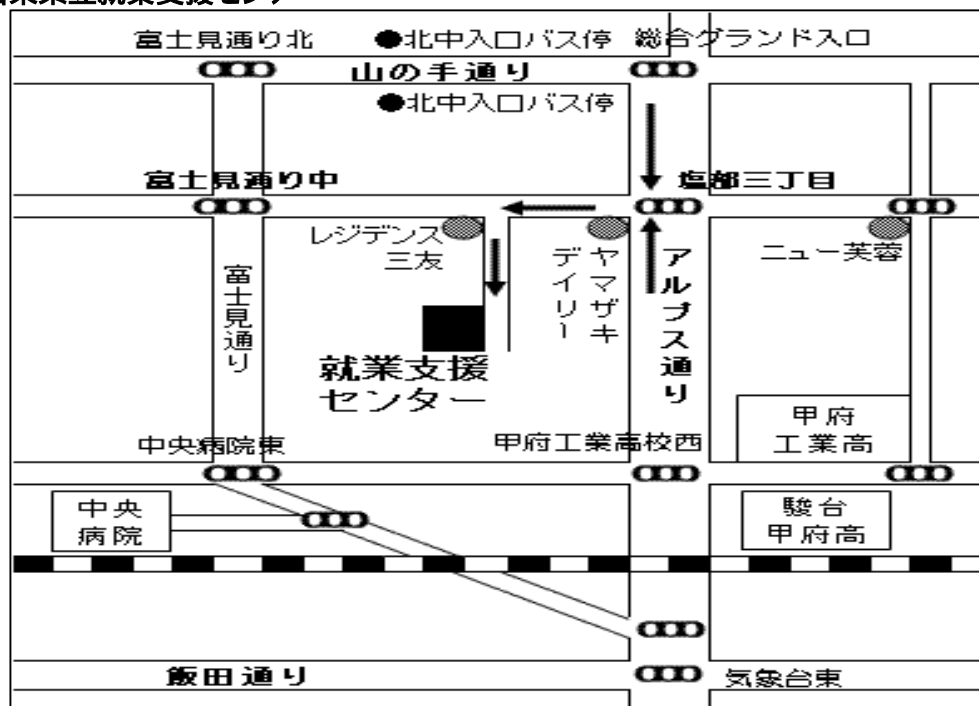 富士見通り北
●北中入口バス停
総合グランド入口
山の手通り
●北中入口バス停
富士見通り中
塩部三丁目
レジデンス
三友
デイリー
ヤマザキ
アルプス通り
ニュー芙蓉
富士見通り
就業支援
センター
甲府
工業高
中央病院東
甲府工業高校西
中央
病院
駿台
甲府高
飯田通り
気象台東